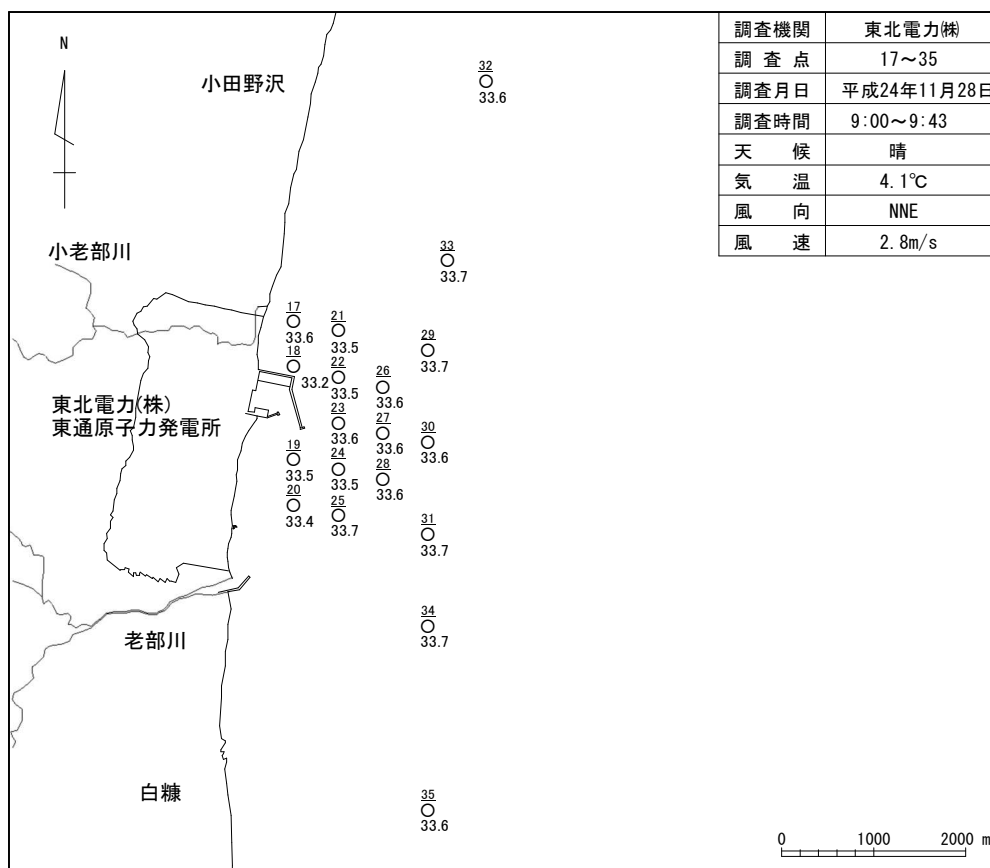 調査機関 東北電力㈱
調査点 17～35
調査月日 平成24年11月28日
調査時間 9:00～9:43
天候 晴
気温 4.1℃
風向 NNE
風速 2.8m/s
N
小田野沢
32
33.6
小老部川
33
33.7
17
33.6
21
33.5
29
33.7
18
33.2
22
33.5
26
33.6
東北電力(株)
東通原子力発電所
23
33.6
27
33.6
30
33.6
19
33.5
24
33.5
28
33.6
20
33.4
25
33.7
31
33.7
34
33.7
老部川
白糠
35
33.6
0 1000 2000 m